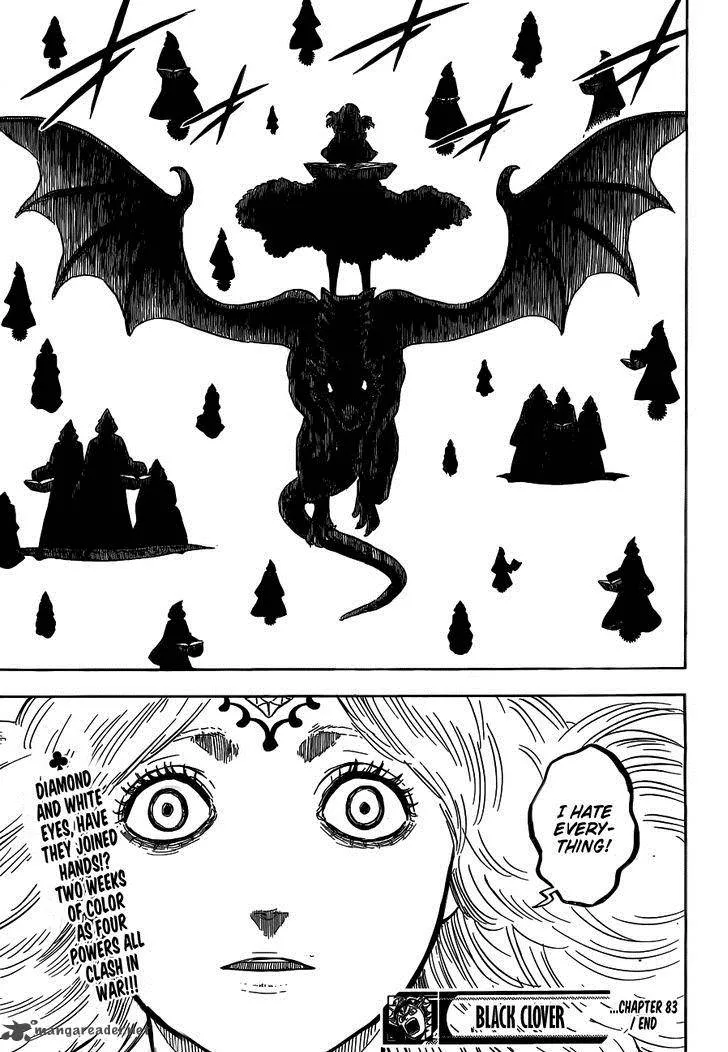 I HATE
EVERY-
THING!
DIAMOND
AND WHITE
EYES, HAVE
THEY JOINED
HANDS!?
TWO WEEKS
OF COLOR
AS FOUR
POWERS ALL
CLASH IN
WAR!!!
BLACK CLOVER
...CHAPTER 83
/ END
mangareader.net